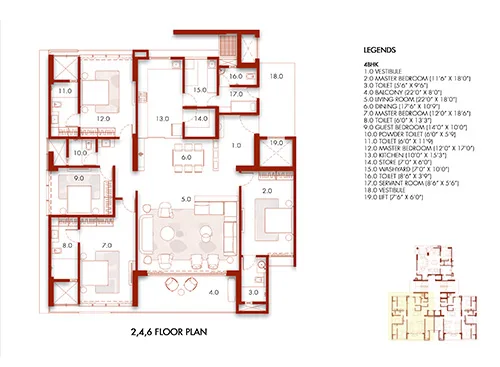 16.0
18.0
17.0
11.0
12.0
13.0
15.0
14.0
1.0
19.0
10.0
6.0
9.0
2.0
5.0
8.0
7.0
4.0
3.0
2,4,6 FLOOR PLAN
LEGENDS
4BHK
1.0 VESTIBULE
2.0 MASTER BEDROOM (11'6" X 18'0")
3.0 TOILET (5'6" X 9'6")
4.0 BALCONY (22'0" X 8'0")
5.0 LIVING ROOM (22'0" X 18'0")
6.0 DINING (17'6" X 10'9")
7.0 MASTER BEDROOM (12'0" X 18'6")
8.0 TOILET (6'0" X 13'3")
9.0 GUEST BEDROOM (14'0" X 10'0")
10.0 POWDER TOILET (6'0" X 5'9)
11.0 TOILET (6'0" X 11'9)
12.0 MASTER BEDROOM (12'0" X 17'0")
13.0 KITCHEN (10'0" X 15'3")
14.0 STORE (7'0" X 6'0")
15.0 WASHYARD (7'0" X 10'0")
16.0 TOILET (8'6" X 3'9")
17.0 SERVANT ROOM (8'6" X 5'6")
18.0 VESTIBULE
19.0 LIFT (7'6" X 6'0")